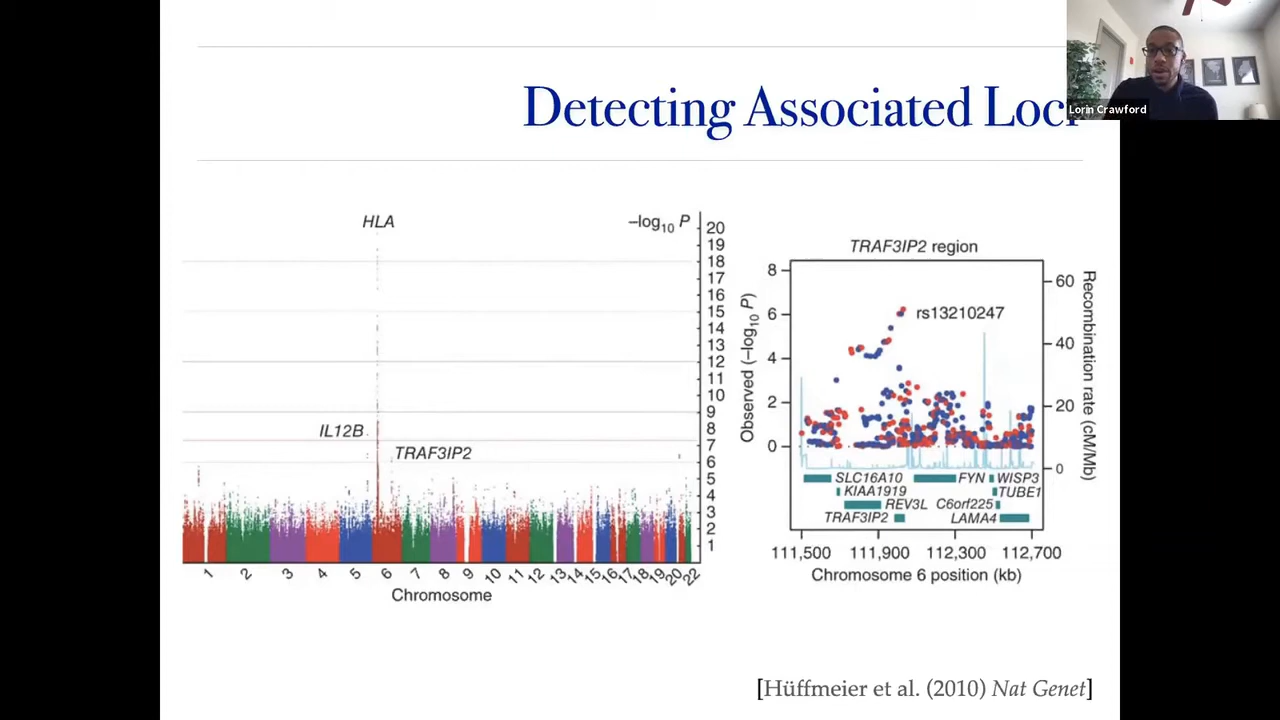 Lorin Crawford
Detecting Associated Loci
HLA
–log10 P
20
19
18
17
16
15
14
13
12
11
10
9
8
7
6
5
4
3
2
1
IL12B
TRAF3IP2
1 2 3 4 5 6 7 8 9 10 11 12 13 14 15 16 17 18 19 20 22
Chromosome
TRAF3IP2 region
Observed (–log10 P)
8
6
4
2
0
rs13210247
60
40
20
0
Recombination rate (cM/Mb)
SLC16A10 FYN WISP3
KIAA1919 TUBE1
REV3L C6orf225
TRAF3IP2 LAMA4
111,500 111,900 112,300 112,700
Chromosome 6 position (kb)
[Hüffmeier et al. (2010) Nat Genet]